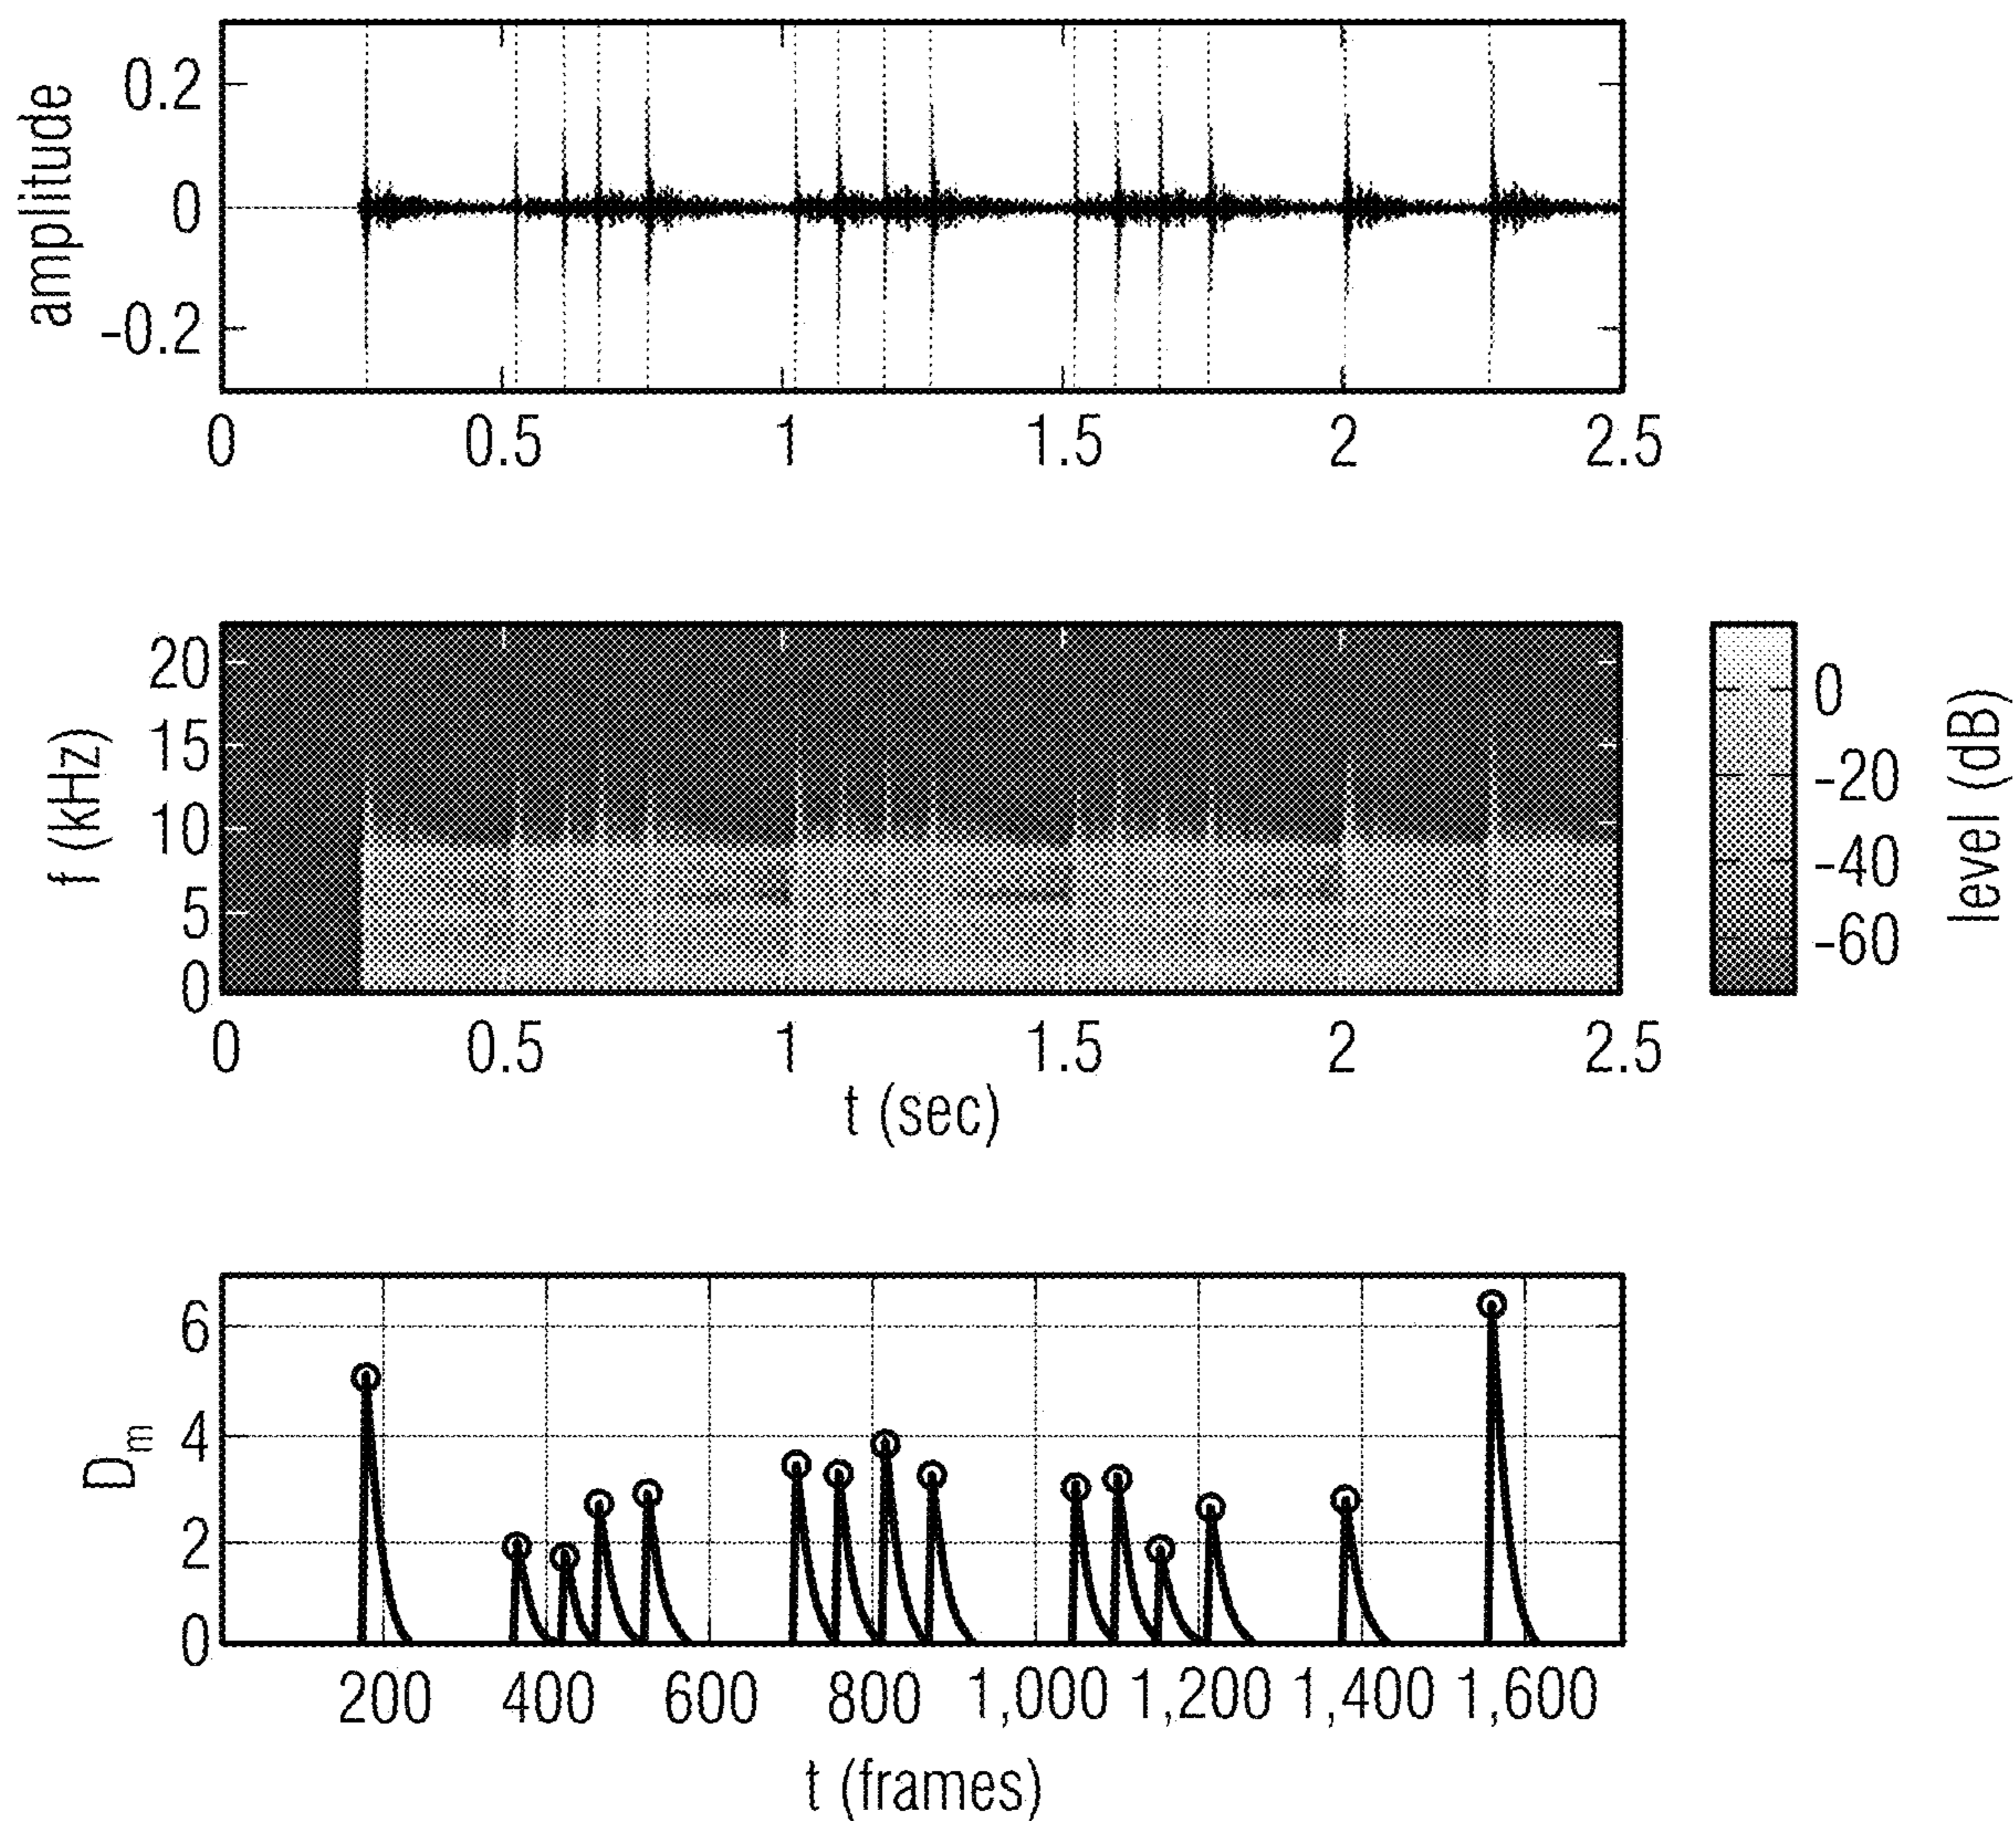 amplitude
0.2
0
-0.2
0 0.5 1 1.5 2 2.5
f (kHz)
20
15
10
5
0
0 0.5 1 1.5 2 2.5
t (sec)
0
-20
-40
-60
level (dB)
Dm
6
4
2
0
200 400 600 800 1,000 1,200 1,400 1,600
t (frames)